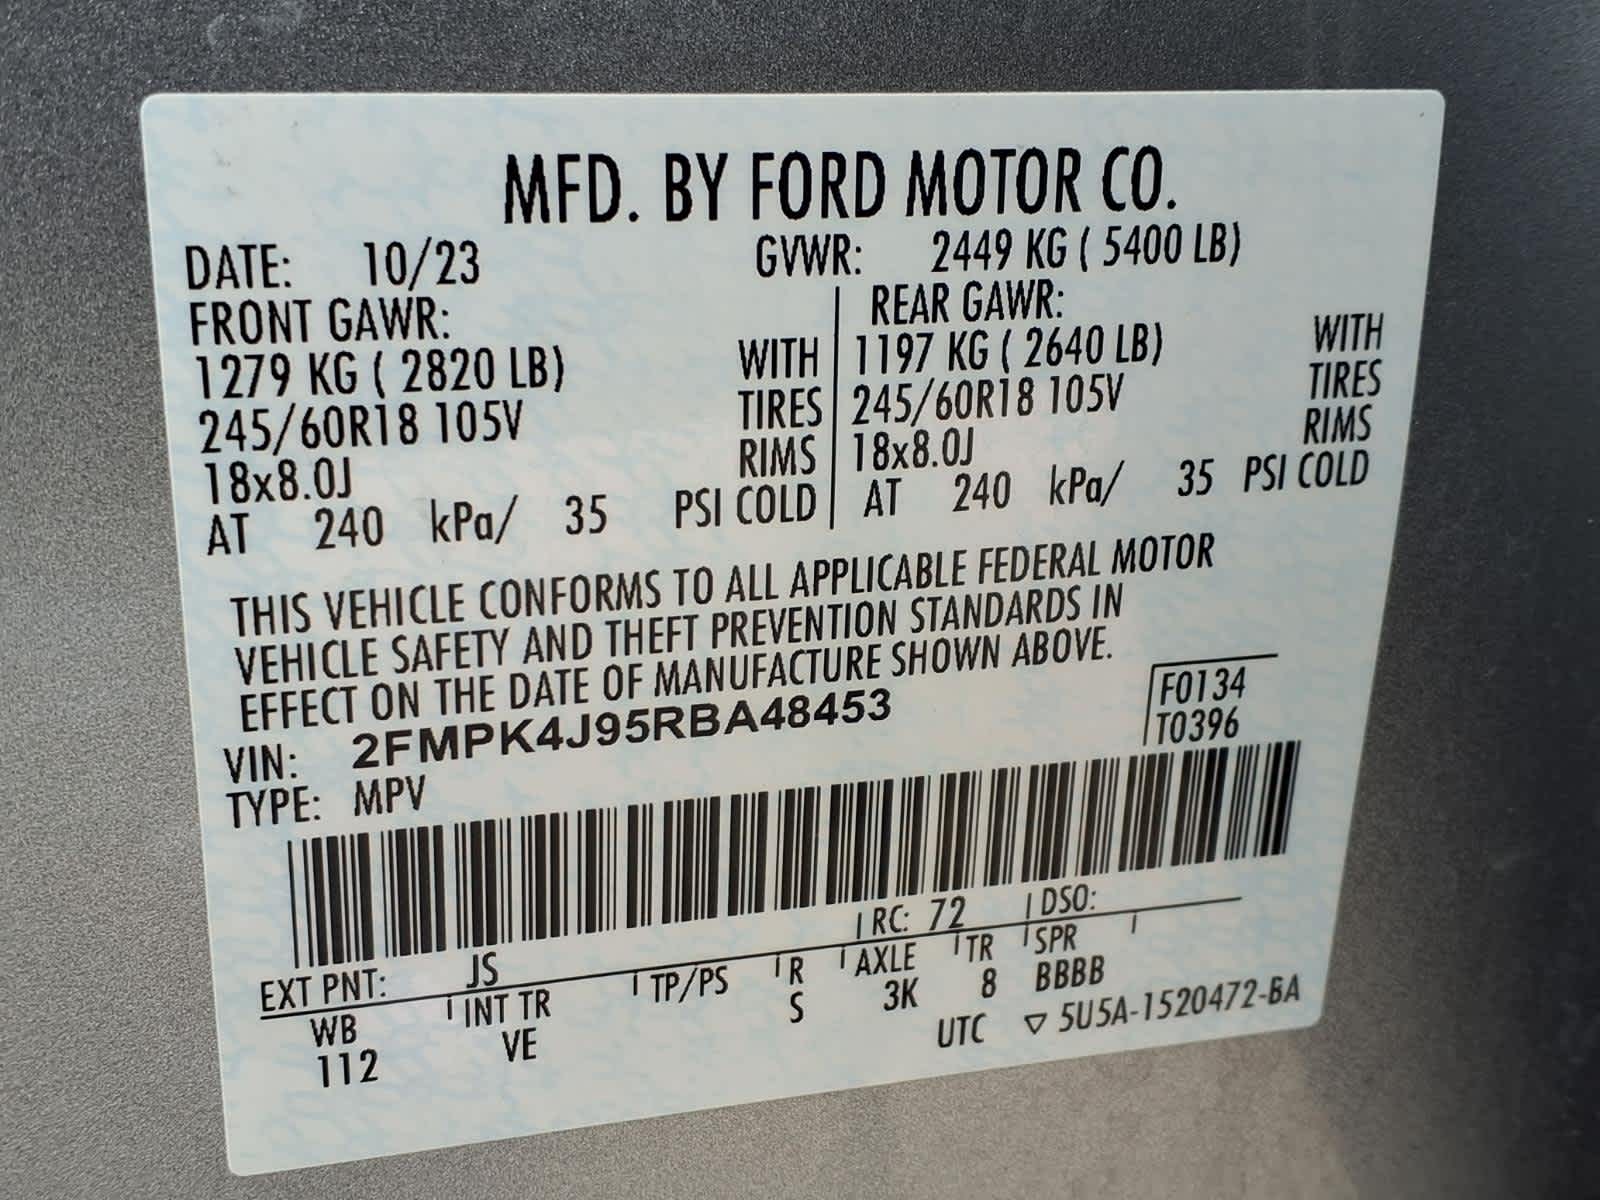 MFD. BY FORD MOTOR CO.
DATE: 10/23 GVWR: 2449 KG ( 5400 LB)
FRONT GAWR: REAR GAWR:
1279 KG ( 2820 LB) WITH 1197 KG ( 2640 LB) WITH
245/60R18 105V TIRES 245/60R18 105V TIRES
18x8.0J RIMS 18x8.0J RIMS
AT 240 kPa/ 35 PSI COLD AT 240 kPa/ 35 PSI COLD
THIS VEHICLE CONFORMS TO ALL APPLICABLE FEDERAL MOTOR
VEHICLE SAFETY AND THEFT PREVENTION STANDARDS IN
EFFECT ON THE DATE OF MANUFACTURE SHOWN ABOVE.
VIN: 2FMPK4J95RBA48453 F0134
TYPE: MPV T0396
EXT PNT: JS RC: 72 DSO:
WB INT TR TP/PS R AXLE TR SPR
112 VE S 3K 8 BBBB
UTC ▽ 5U5A-1520472-BA